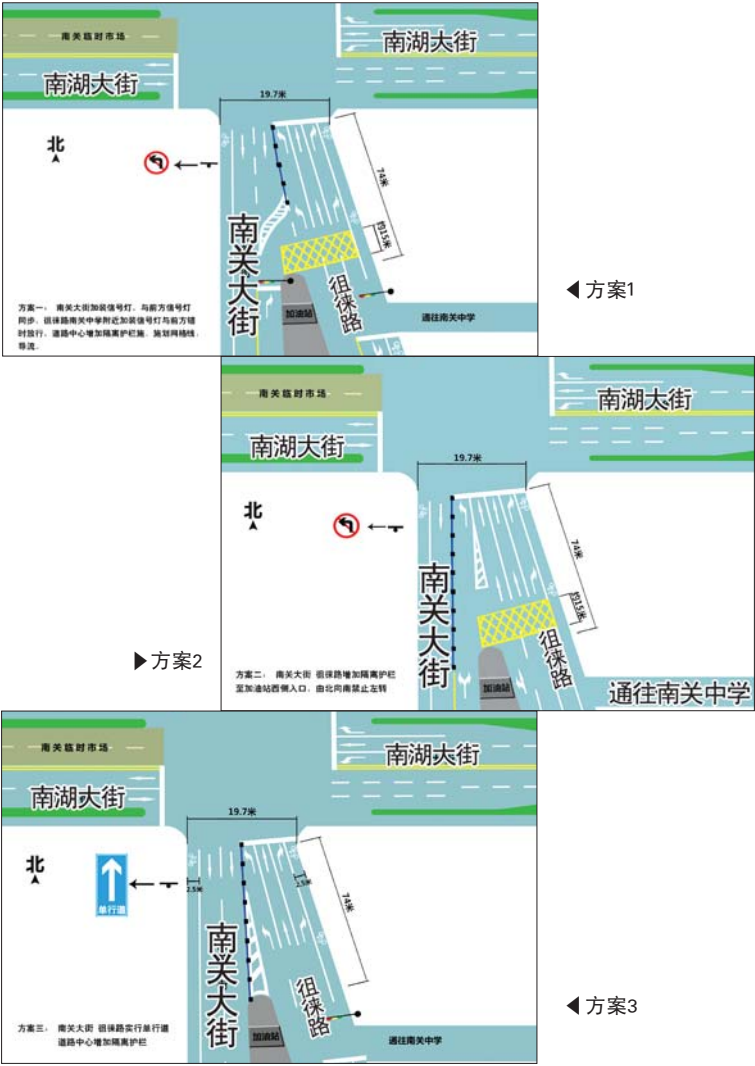 南关临时市场
南湖大街
南湖大街
19.7米
北
74米
约15米
南关大街
徂徕路
加油站
通往南关中学
方案一： 南关大街加装信号灯，与前方信号灯
同步，徂徕路南关中学附近加装信号灯与前方错
时放行，道路中心增加隔离护栏施，施划网格线，
导流。
方案1
南关临时市场
南湖大街
南湖大街
19.7米
北
74米
约15米
南关大街
徂徕路
加油站
通往南关中学
方案二： 南关大街 徂徕路增加隔离护栏
至加油站西侧入口，由北向南禁止左转
方案2
南关临时市场
南湖大街
南湖大街
19.7米
北
单行道
2.5米
2.5米
74米
南关大街
徂徕路
加油站
通往南关中学
方案三： 南关大街 徂徕路实行单行道
道路中心增加隔离护栏
方案3